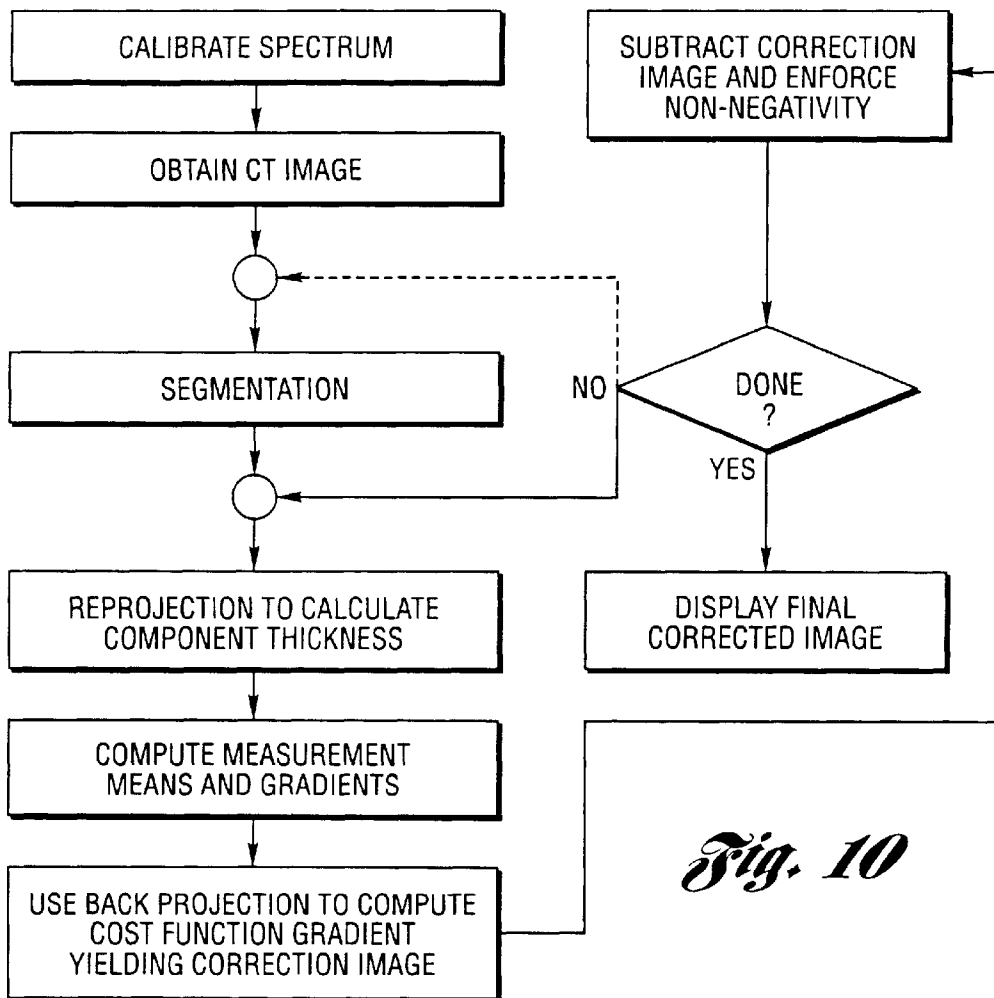 CALIBRATE SPECTRUM
OBTAIN CT IMAGE
SEGMENTATION
REPROJECTION TO CALCULATE
COMPONENT THICKNESS
COMPUTE MEASUREMENT
MEANS AND GRADIENTS
USE BACK PROJECTION TO COMPUTE
COST FUNCTION GRADIENT
YIELDING CORRECTION IMAGE
SUBTRACT CORRECTION
IMAGE AND ENFORCE
NON-NEGATIVITY
NO
DONE
?
YES
DISPLAY FINAL
CORRECTED IMAGE
Fig. 10